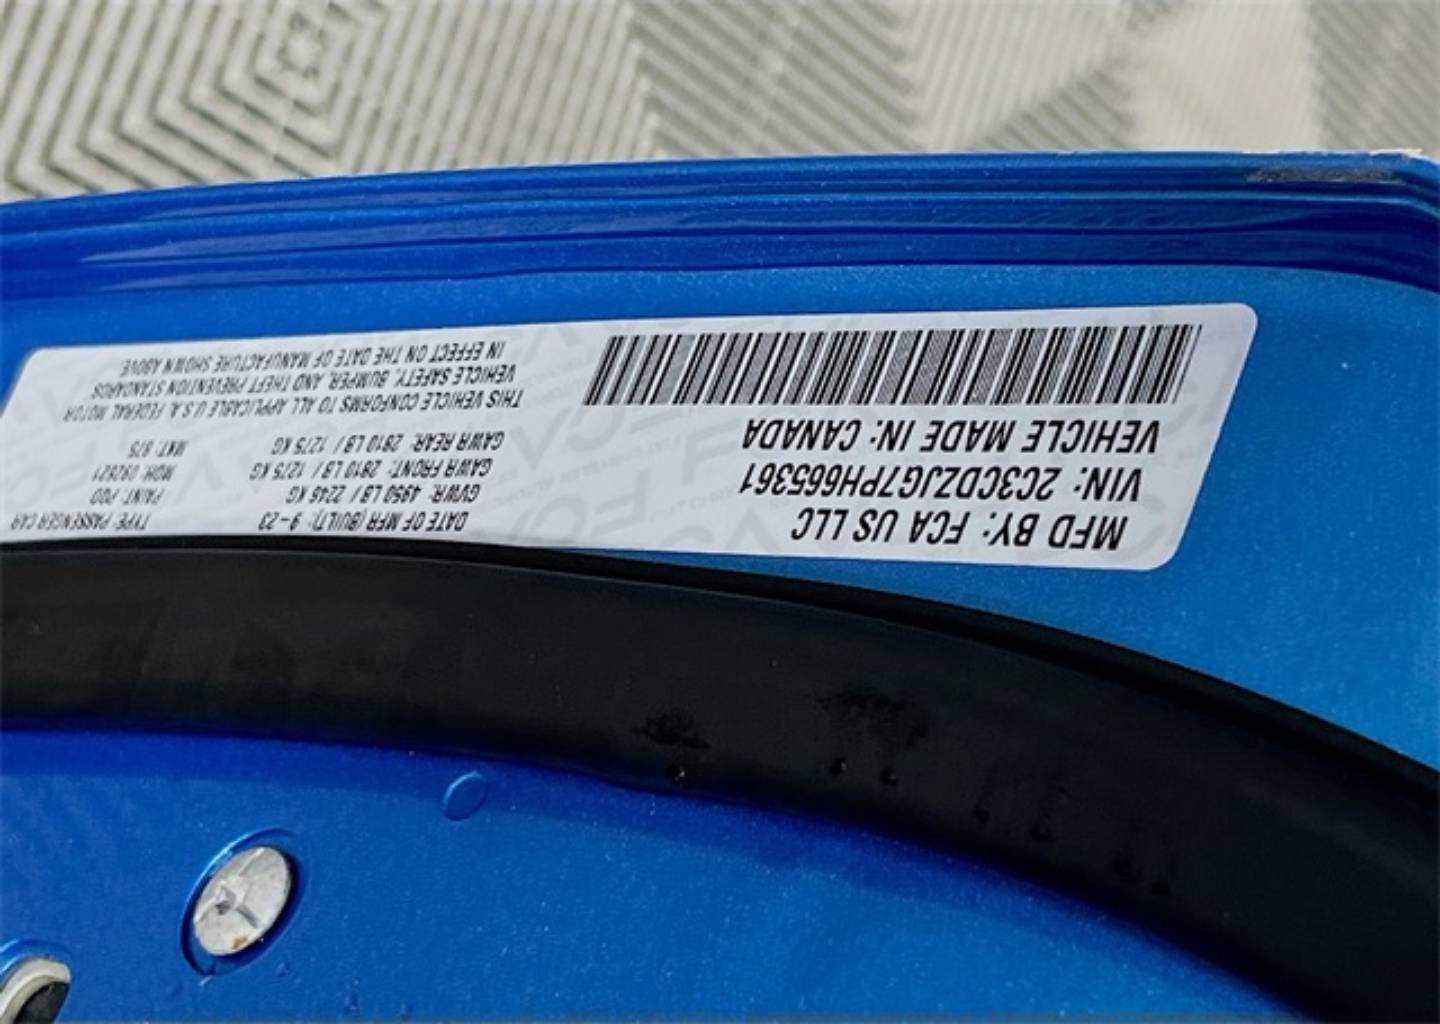 MFD BY: FCA US LLC
VIN: 2C3CDZJG7PH665361
VEHICLE MADE IN: CANADA
DATE OF MFR (BUILT): 9-23
GVWR: 4950 LB / 2246 KG
GAWR FRONT: 2810 LB / 1275 KG
GAWR REAR: 2810 LB / 1275 KG
TYPE: PASSENGER CAR
PAINT: PQD
MDH: 092621
MKT: 975
THIS VEHICLE CONFORMS TO ALL APPLICABLE U.S.A. FEDERAL MOTOR
VEHICLE SAFETY, BUMPER, AND THEFT PREVENTION STANDARDS
IN EFFECT ON THE DATE OF MANUFACTURE SHOWN ABOVE.